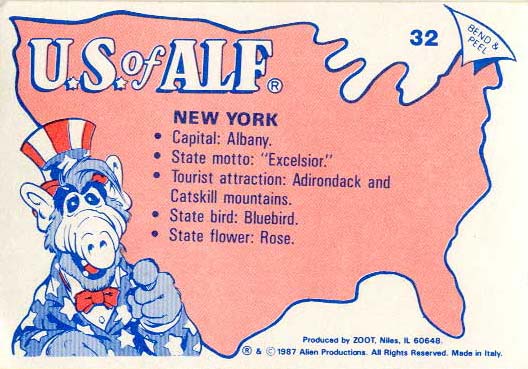 U.S. of ALF®
32
BEND &
PEEL
NEW YORK
• Capital: Albany.
• State motto: "Excelsior."
• Tourist attraction: Adirondack and
Catskill mountains.
• State bird: Bluebird.
• State flower: Rose.
Produced by ZOOT, Niles, IL 60648.
® & © 1987 Alien Productions. All Rights Reserved. Made in Italy.